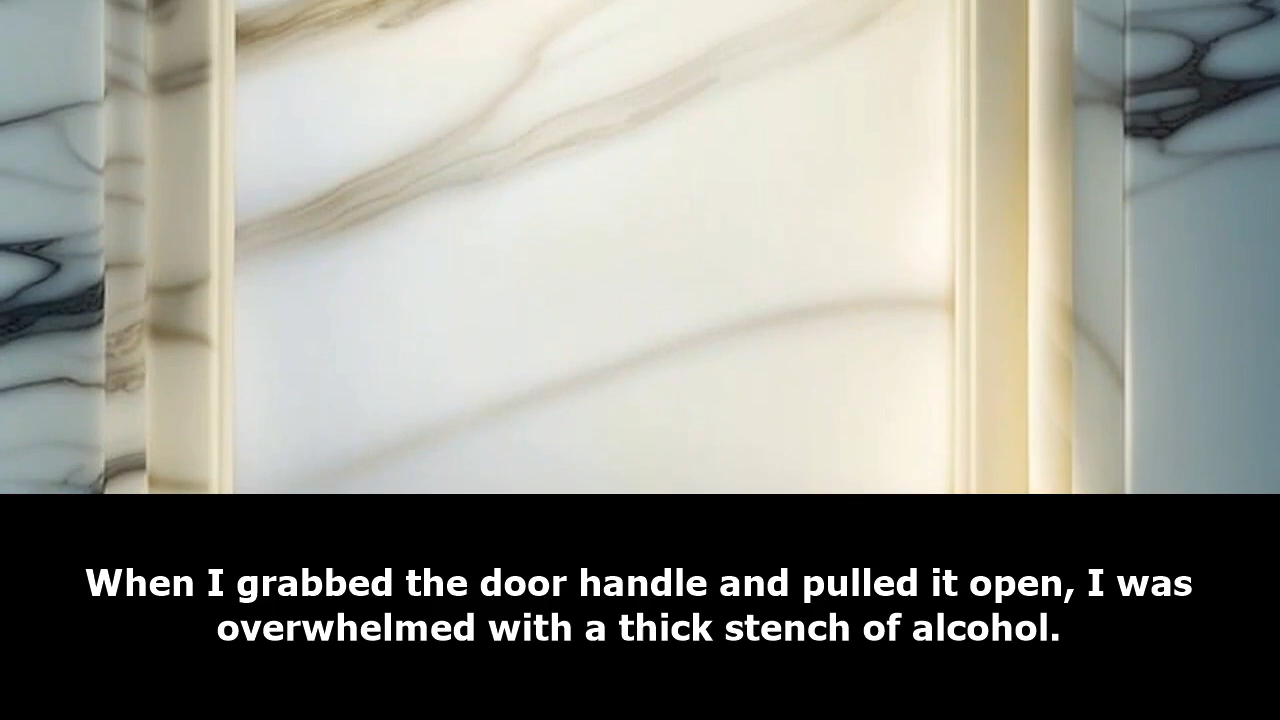 When I grabbed the door handle and pulled it open, I was
overwhelmed with a thick stench of alcohol.